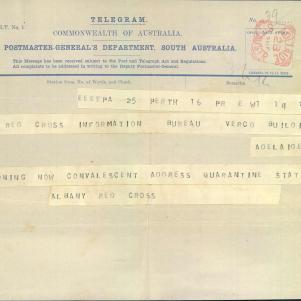 TELEGRAM.
COMMONWEALTH OF AUSTRALIA.
POSTMASTER-GENERAL'S DEPARTMENT, SOUTH AUSTRALIA.
This Message has been received subject to the Post and Telegraph Act and Regulations.
All complaints to be addressed in writing to the Deputy Postmaster-General.
Station from, No. of Words, and Check.
PERTH 16
RED CROSS INFORMATION BUREAU VERCO BUILD
ADELAIDE
NING NOW CONVALESCENT ADDRESS QUARANTINE STAT
ALBANY RED CROSS